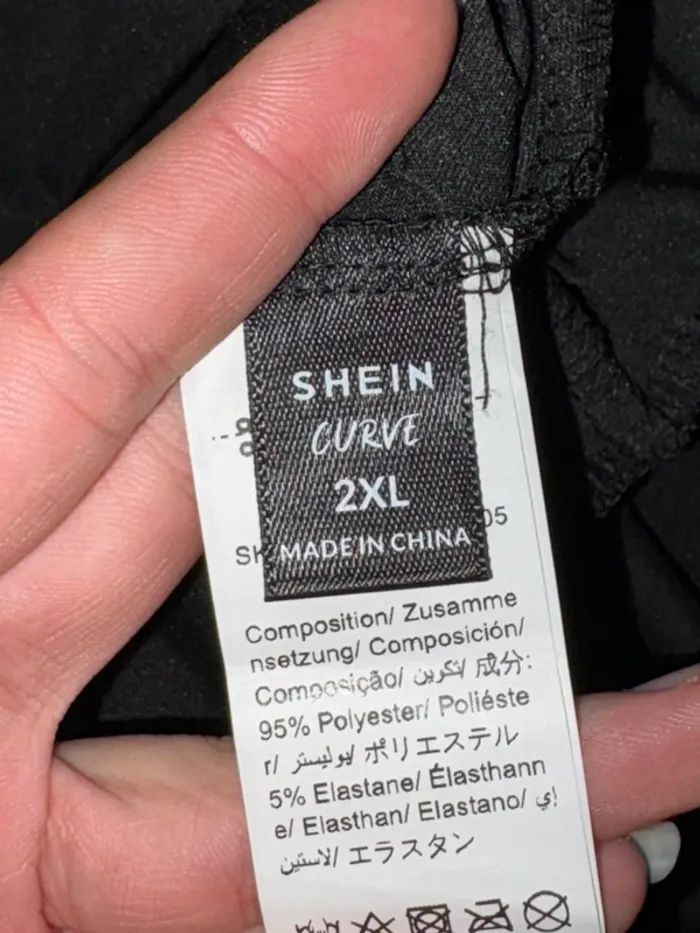 SHEIN
CURVE
2XL
MADE IN CHINA
05
Composition/ Zusamme
nsetzung/ Composición/
Composição/ تكوين/ 成分:
95% Polyester/ Poliéste
r/ بوليستر/ ポリエステル
5% Elastane/ Élasthann
e/ Elasthan/ Elastano/ إي
لاستين/ エラスタン